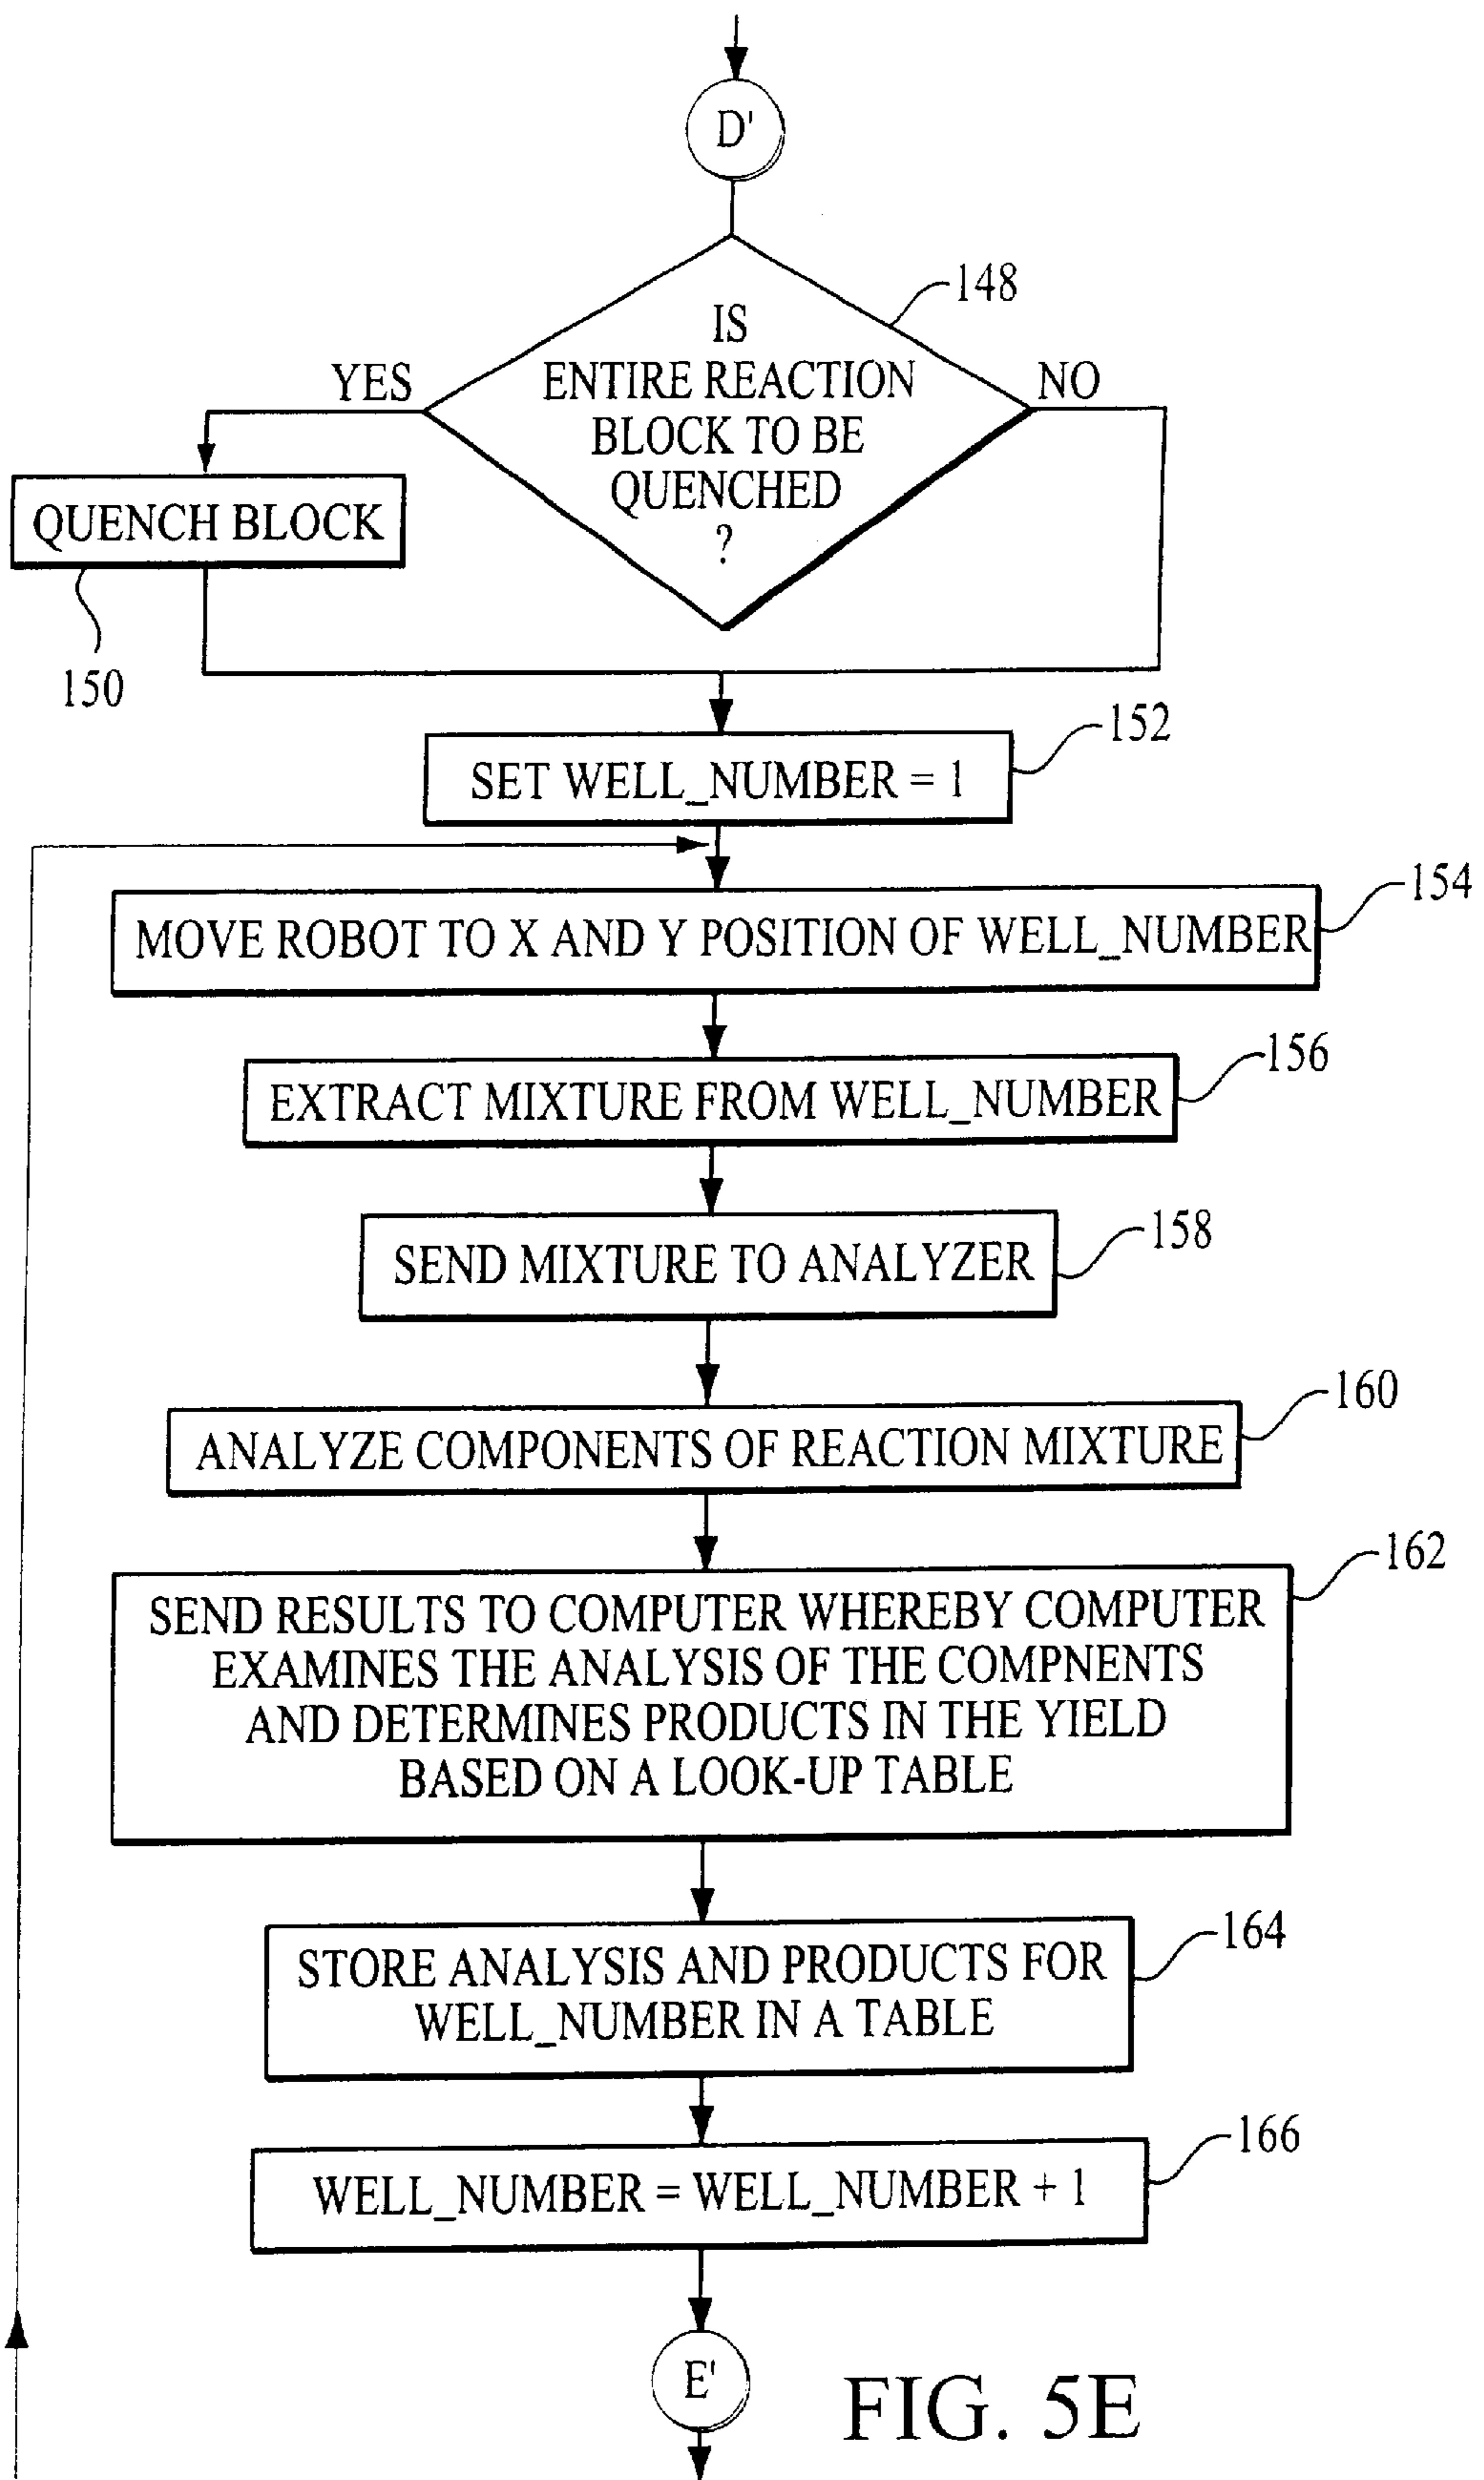 D'
148
IS
ENTIRE REACTION
BLOCK TO BE
QUENCHED
?
YES
NO
QUENCH BLOCK
150
152
SET WELL_NUMBER = 1
154
MOVE ROBOT TO X AND Y POSITION OF WELL_NUMBER
156
EXTRACT MIXTURE FROM WELL_NUMBER
158
SEND MIXTURE TO ANALYZER
160
ANALYZE COMPONENTS OF REACTION MIXTURE
162
SEND RESULTS TO COMPUTER WHEREBY COMPUTER
EXAMINES THE ANALYSIS OF THE COMPNENTS
AND DETERMINES PRODUCTS IN THE YIELD
BASED ON A LOOK-UP TABLE
164
STORE ANALYSIS AND PRODUCTS FOR
WELL_NUMBER IN A TABLE
166
WELL_NUMBER = WELL_NUMBER + 1
E'
FIG. 5E